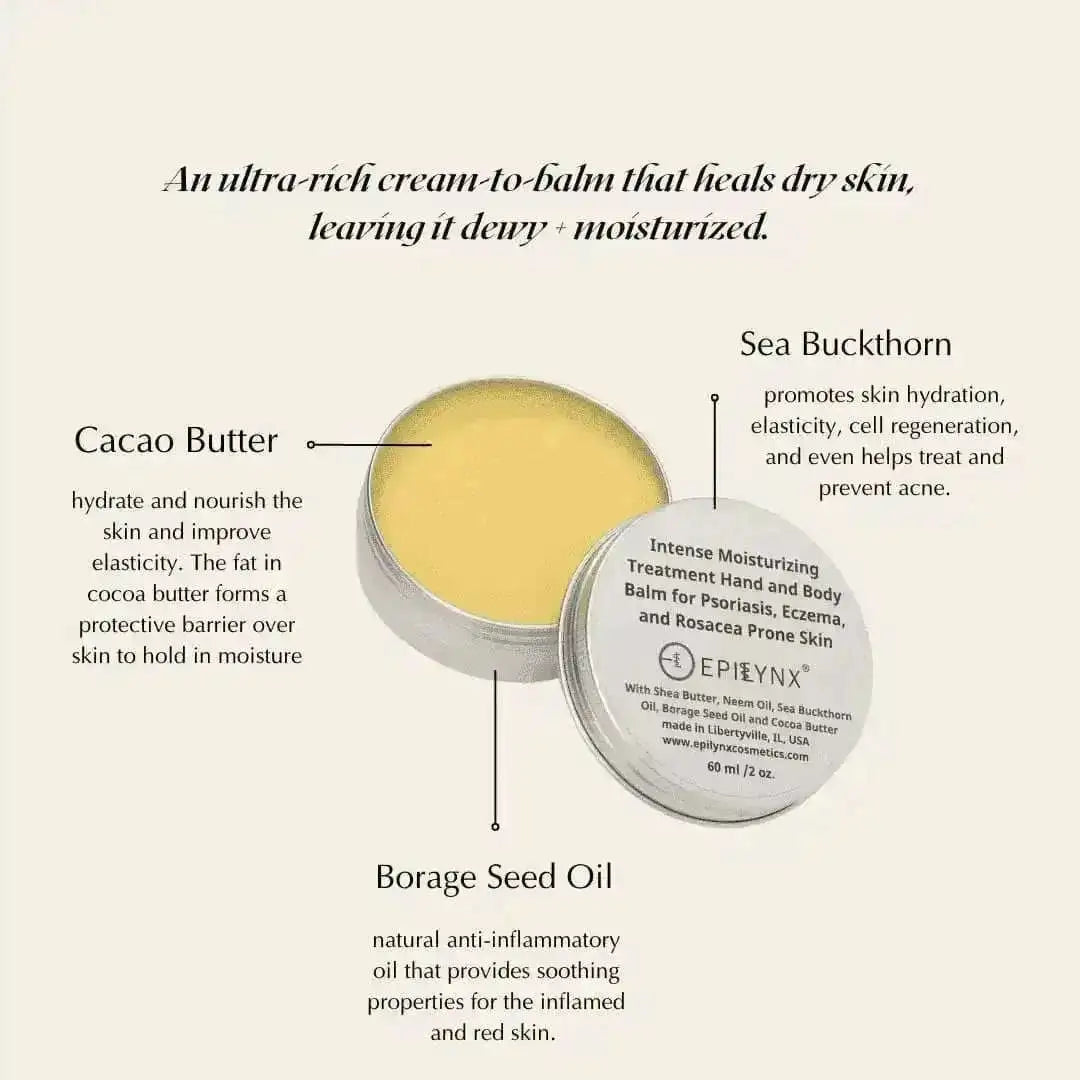 An ultra-rich cream-to-balm that heals dry skin,
leaving it dewy + moisturized.
Sea Buckthorn
promotes skin hydration,
elasticity, cell regeneration,
and even helps treat and
prevent acne.
Cacao Butter
hydrate and nourish the
skin and improve
elasticity. The fat in
cocoa butter forms a
protective barrier over
skin to hold in moisture
Intense Moisturizing
Treatment Hand and Body
Balm for Psoriasis, Eczema,
and Rosacea Prone Skin
EPILYNX®
With Shea Butter, Neem Oil, Sea Buckthorn
Oil, Borage Seed Oil and Cocoa Butter
made in Libertyville, IL, USA
www.epilynxcosmetics.com
60 ml /2 oz.
Borage Seed Oil
natural anti-inflammatory
oil that provides soothing
properties for the inflamed
and red skin.